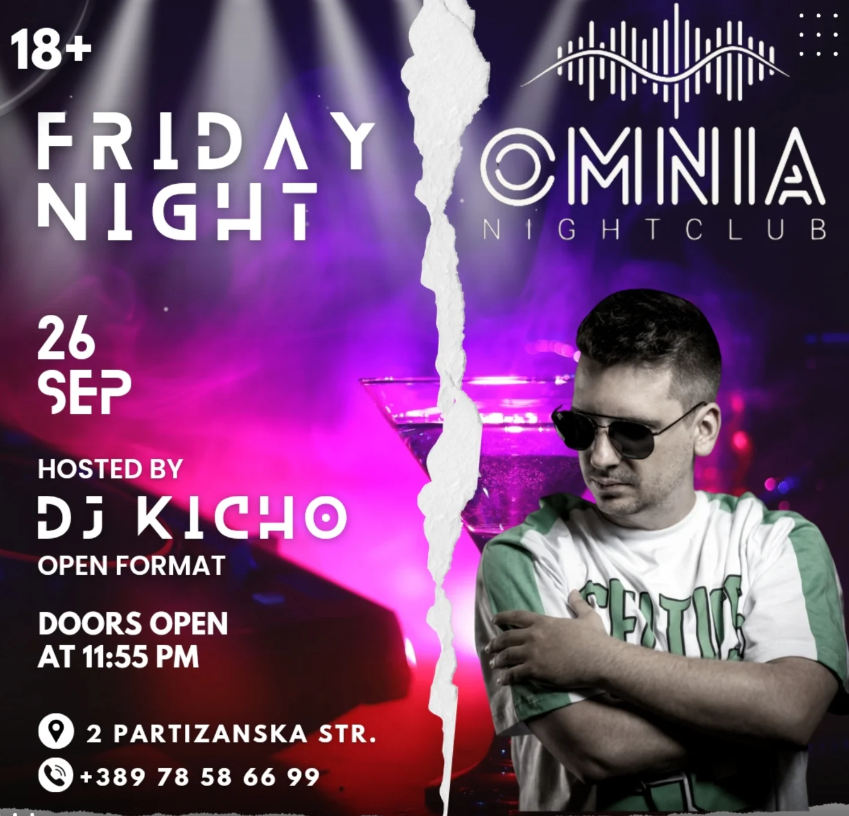 18+
FRIDAY
NIGHT
OMNIA
NIGHTCLUB
26
SEP
HOSTED BY
DJ KICHO
OPEN FORMAT
DOORS OPEN
AT 11:55 PM
2 PARTIZANSKA STR.
+389 78 58 66 99
CELTICS